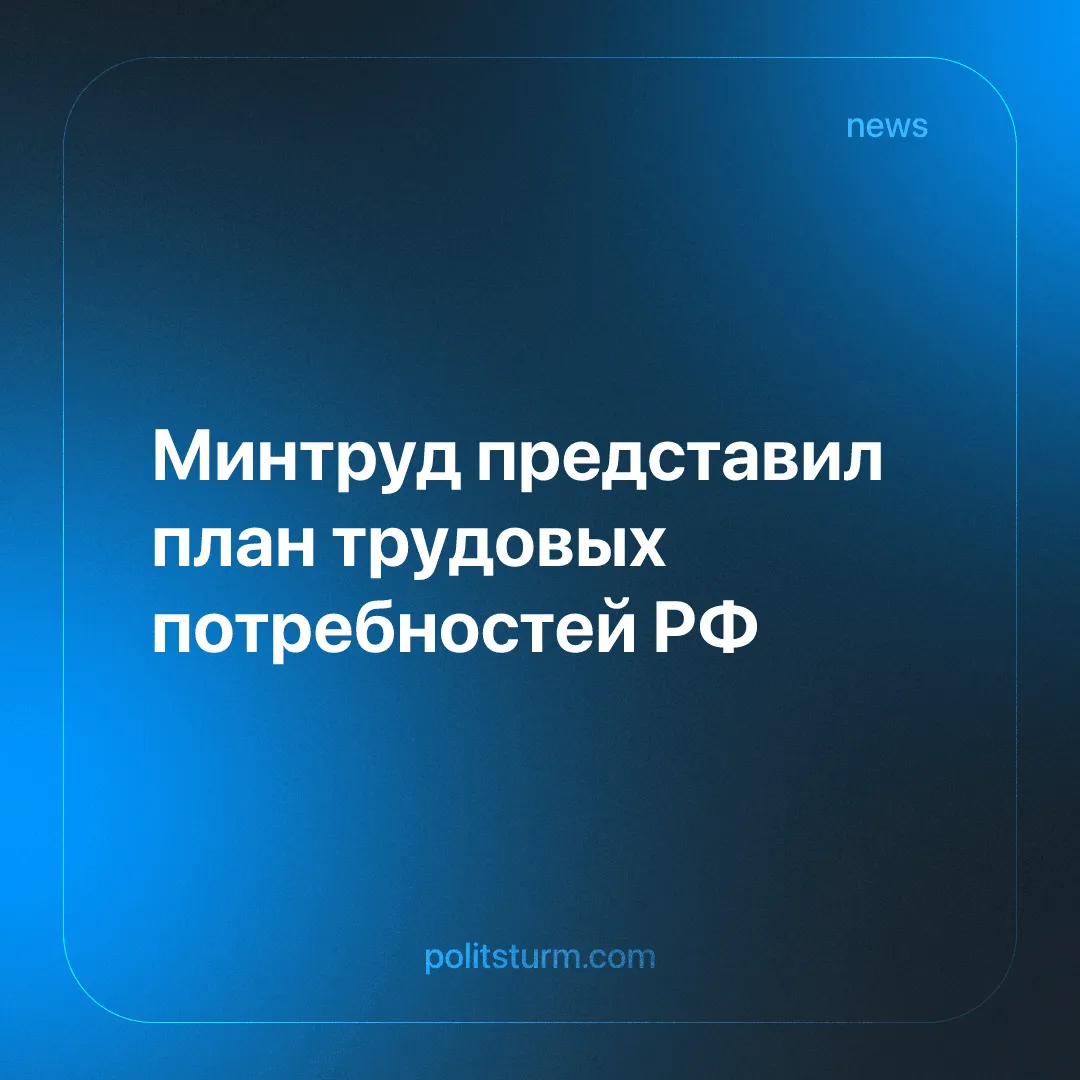 news
Минтруд представил
план трудовых
потребностей РФ
politsturm.com